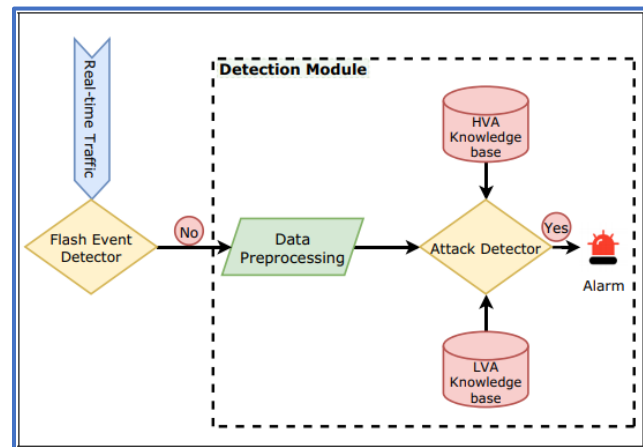 Real-time Traffic
Detection Module
HVA
Knowledge
base
Flash Event
Detector
No
Data
Preprocessing
Attack Detector
Yes
Alarm
LVA
Knowledge
base